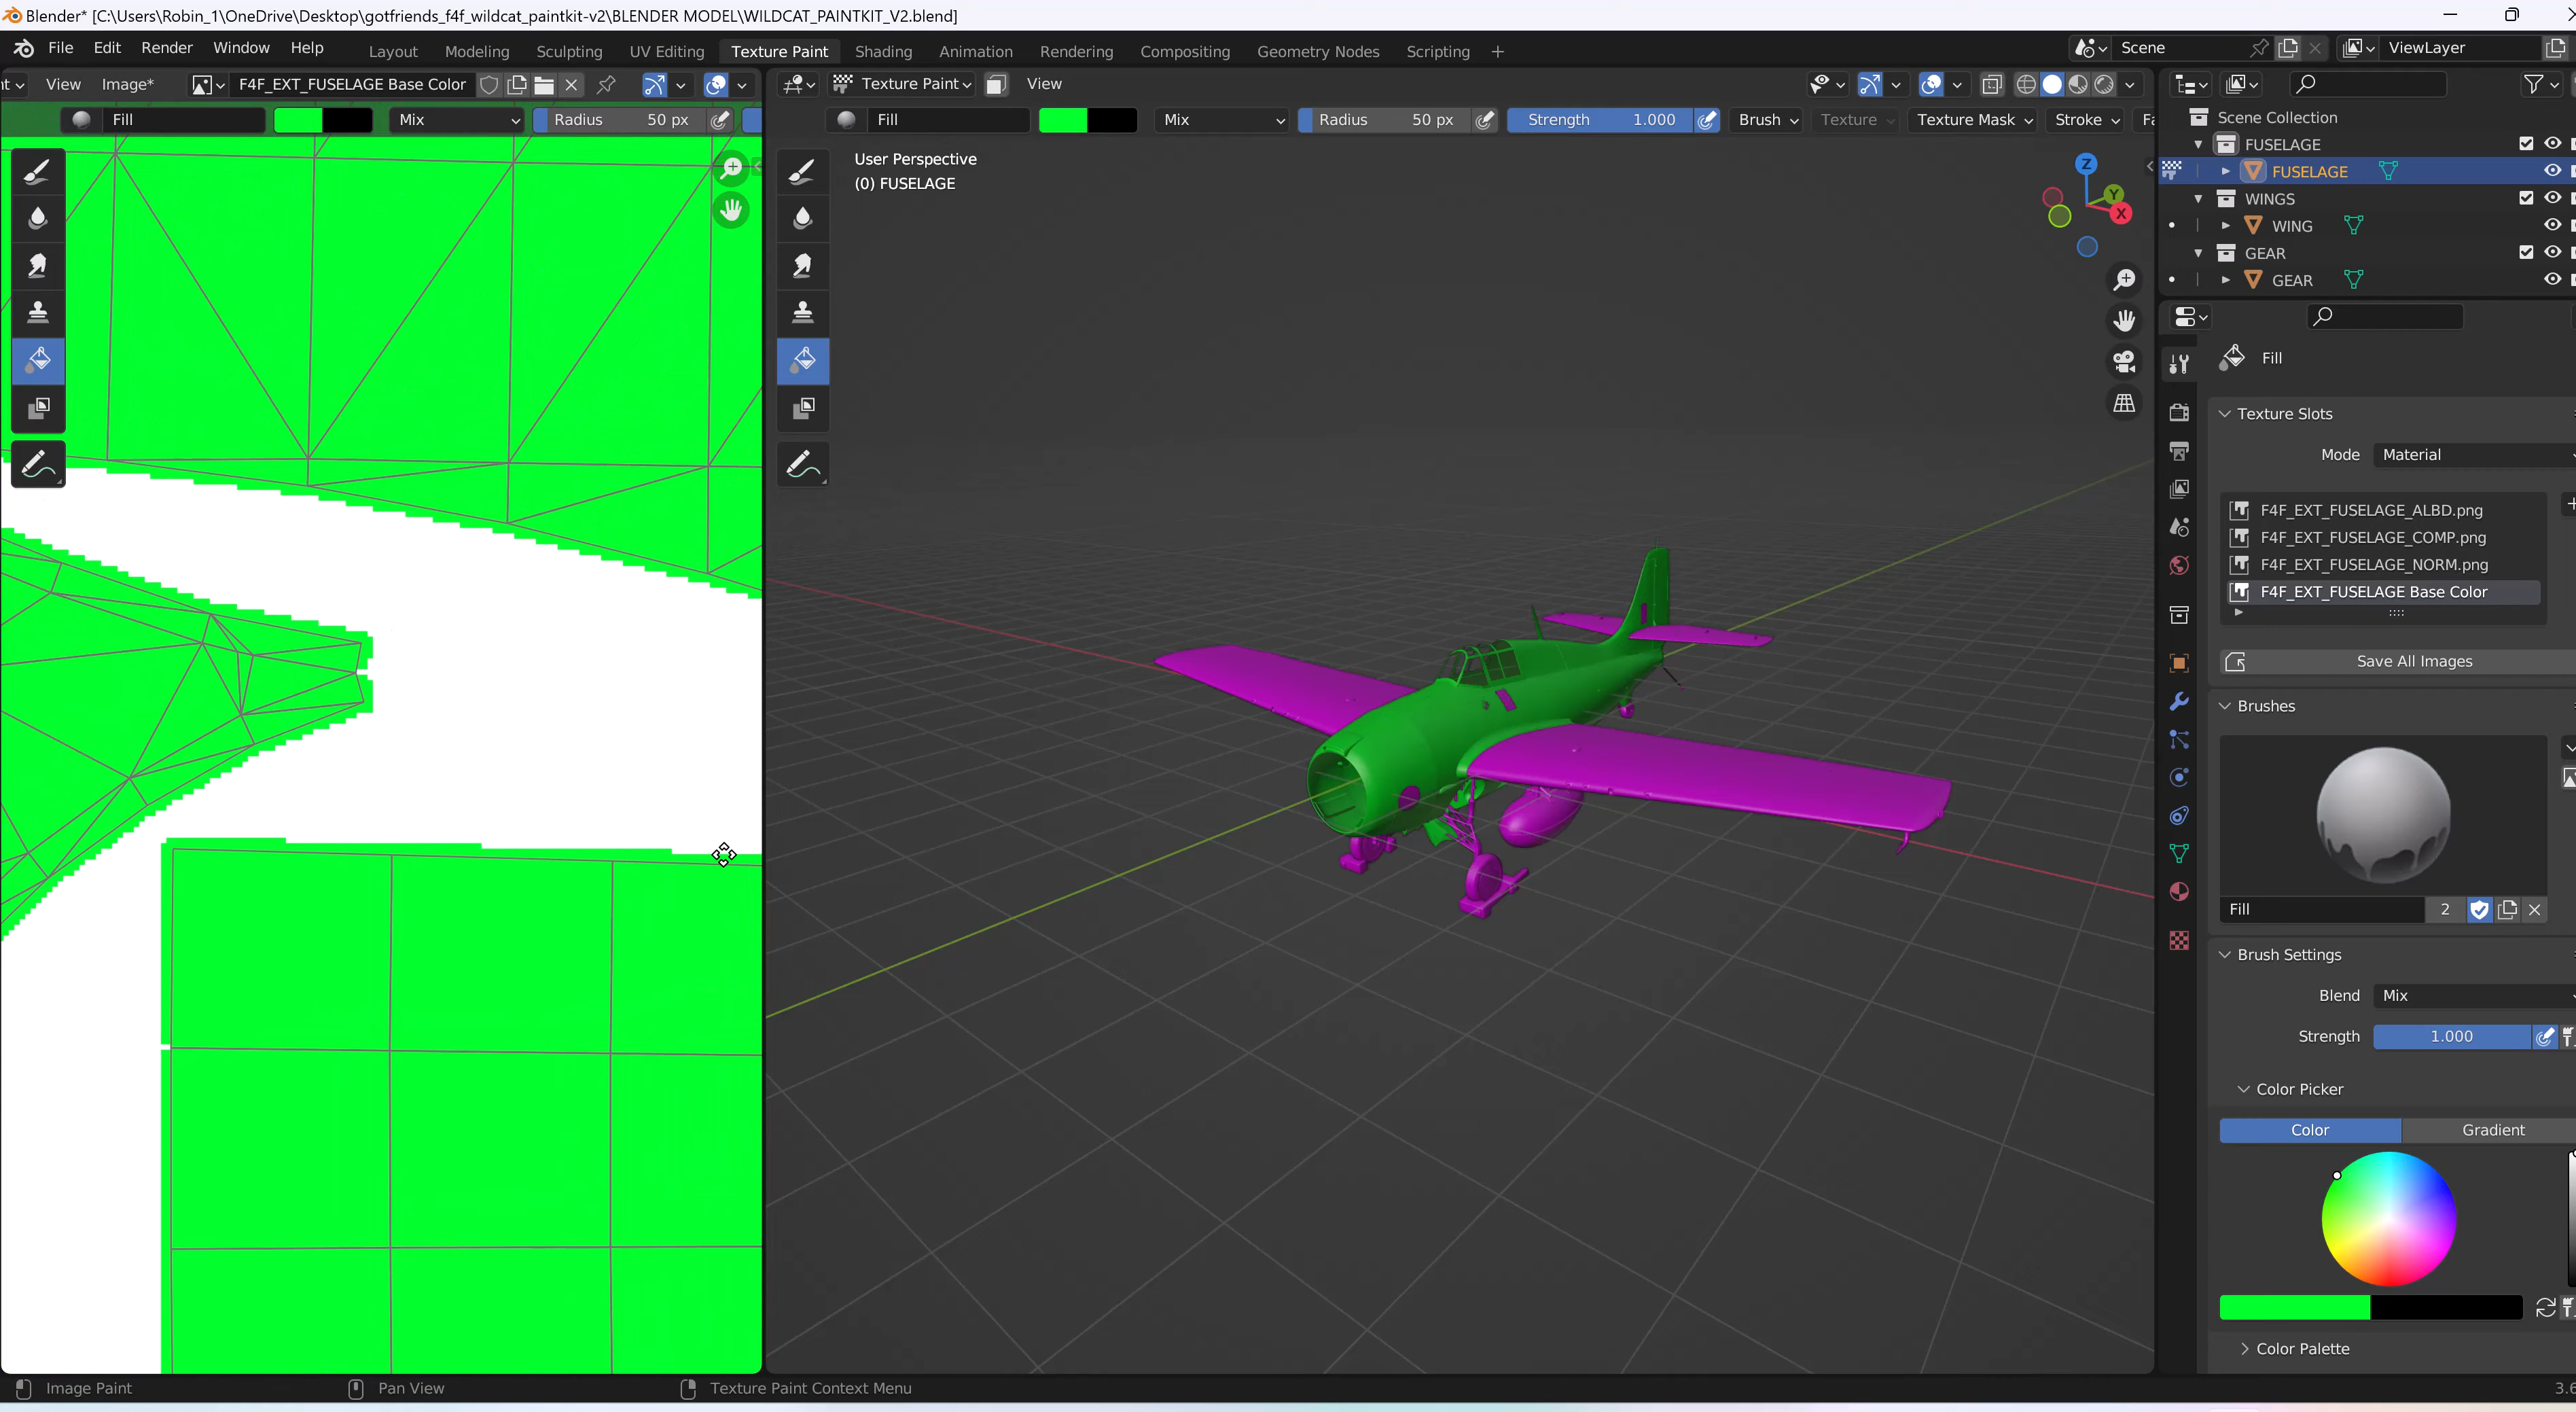 Blender* [C:\Users\Robin_1\OneDrive\Desktop\gotfriends_f4f_wildcat_paintkit-v2\BLENDER MODEL\WILDCAT_PAINTKIT_V2.blend]
File Edit Render Window Help Layout Modeling Sculpting UV Editing Texture Paint Shading Animation Rendering Compositing Geometry Nodes Scripting + Scene ViewLayer
View Image* F4F_EXT_FUSELAGE Base Color Texture Paint View
Fill Mix Radius 50 px Fill Mix Radius 50 px Strength 1.000 Brush Texture Texture Mask Stroke
User Perspective
(0) FUSELAGE
Z
Y
X
Scene Collection
FUSELAGE
FUSELAGE
WINGS
WING
GEAR
GEAR
Fill
Texture Slots
Mode Material
F4F_EXT_FUSELAGE_ALBD.png
F4F_EXT_FUSELAGE_COMP.png
F4F_EXT_FUSELAGE_NORM.png
F4F_EXT_FUSELAGE Base Color
Save All Images
Brushes
Fill 2
Brush Settings
Blend Mix
Strength 1.000
Color Picker
Color Gradient
Color Palette
Image Paint Pan View Texture Paint Context Menu